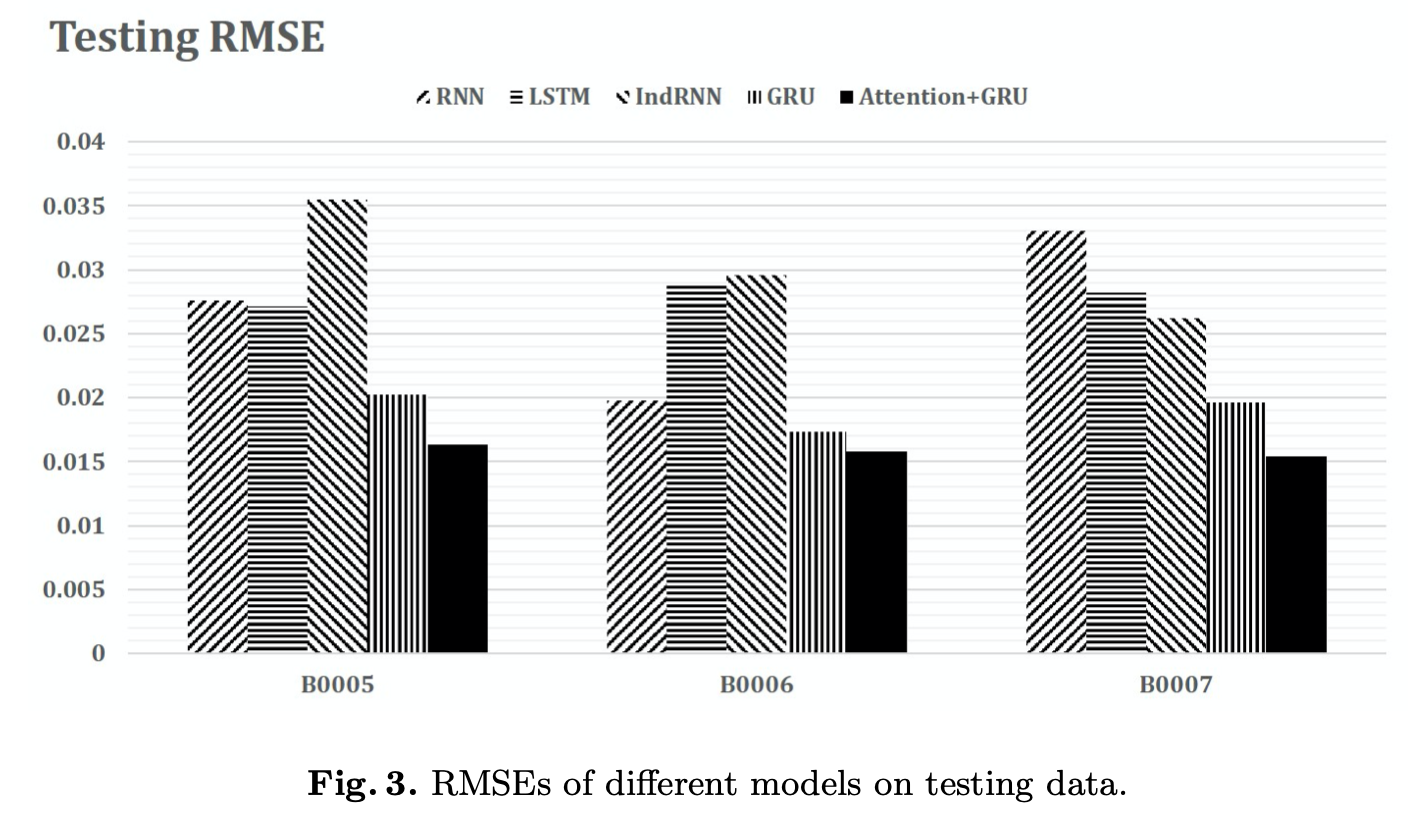 Testing RMSE
RNN LSTM IndRNN GRU Attention+GRU
0.04
0.035
0.03
0.025
0.02
0.015
0.01
0.005
0
B0005 B0006 B0007
Fig. 3. RMSEs of different models on testing data.